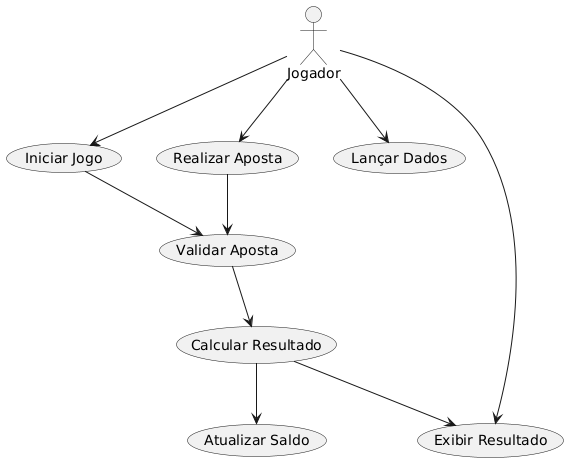 Jogador
Iniciar Jogo
Realizar Aposta
Lançar Dados
Validar Aposta
Calcular Resultado
Atualizar Saldo
Exibir Resultado